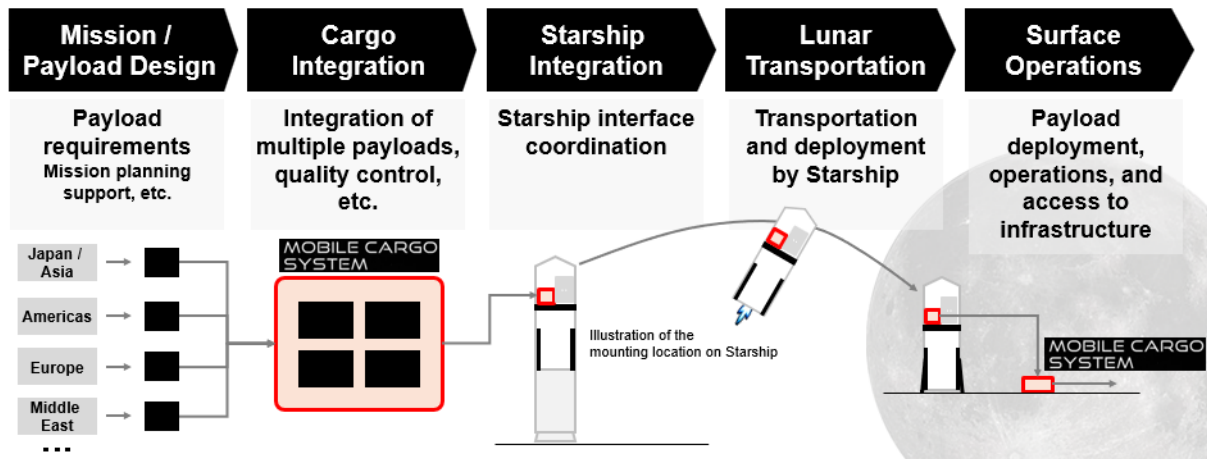 Mission /
Payload Design
Cargo
Integration
Starship
Integration
Lunar
Transportation
Surface
Operations
Payload
requirements
Mission planning
support, etc.
Integration of
multiple payloads,
quality control,
etc.
Starship interface
coordination
Transportation
and deployment
by Starship
Payload
deployment,
operations, and
access to
infrastructure
Japan /
Asia
Americas
Europe
Middle
East
...
MOBILE CARGO
SYSTEM
Illustration of the
mounting location on Starship
MOBILE CARGO
SYSTEM